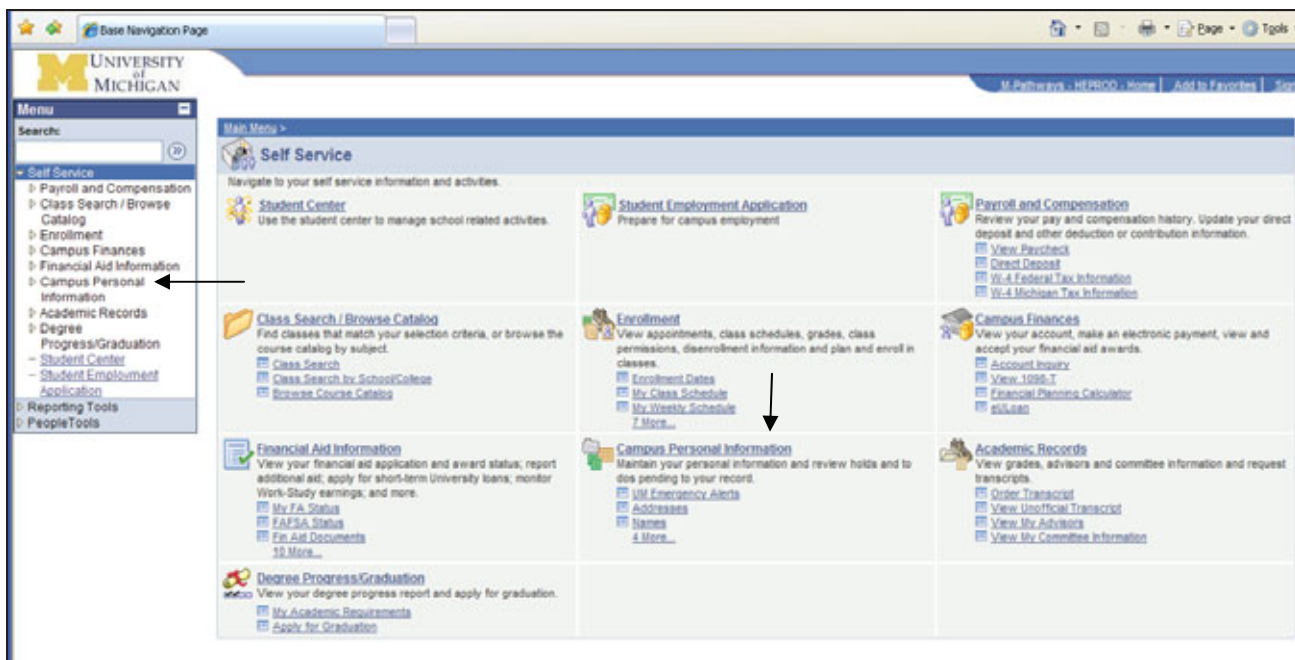 Base Navigation Page
Page
Tools
UNIVERSITY
of
MICHIGAN
M-Pathways - HEPROD - Home
Add to Favorites
Menu
Search:
Self Service
Payroll and Compensation
Class Search / Browse
Catalog
Enrollment
Campus Finances
Financial Aid Information
Campus Personal
Information
Academic Records
Degree
Progress/Graduation
Student Center
Student Employment
Application
Reporting Tools
PeopleTools
Main Menu >
Self Service
Navigate to your self service information and activities.
Student Center
Use the student center to manage school related activities.
Student Employment Application
Prepare for campus employment
Payroll and Compensation
Review your pay and compensation history. Update your direct
deposit and other deduction or contribution information.
View Paycheck
Direct Deposit
W-4 Federal Tax Information
W-4 Michigan Tax Information
Class Search / Browse Catalog
Find classes that match your selection criteria, or browse the
course catalog by subject.
Class Search
Class Search by School/College
Browse Course Catalog
Enrollment
View appointments, class schedules, grades, class
permissions, disenrollment information and plan and enroll in
classes.
Enrollment Dates
My Class Schedule
My Weekly Schedule
7 More...
Campus Finances
View your account, make an electronic payment, view and
accept your financial aid awards.
Account Inquiry
View 1098-T
Financial Planning Calculator
Financial Aid Information
View your financial aid application and award status; report
additional aid; apply for short-term University loans; monitor
Work-Study earnings; and more.
My FA Status
FAFSA Status
Fin Aid Documents
10 More...
Campus Personal Information
Maintain your personal information and review holds and to
dos pending to your record.
UM Emergency Alerts
Addresses
Names
4 More...
Academic Records
View grades, advisors and committee information and request
transcripts.
Order Transcript
View Unofficial Transcript
View My Advisors
View My Committee Information
Degree Progress/Graduation
View your degree progress report and apply for graduation.
My Academic Requirements
Apply for Graduation